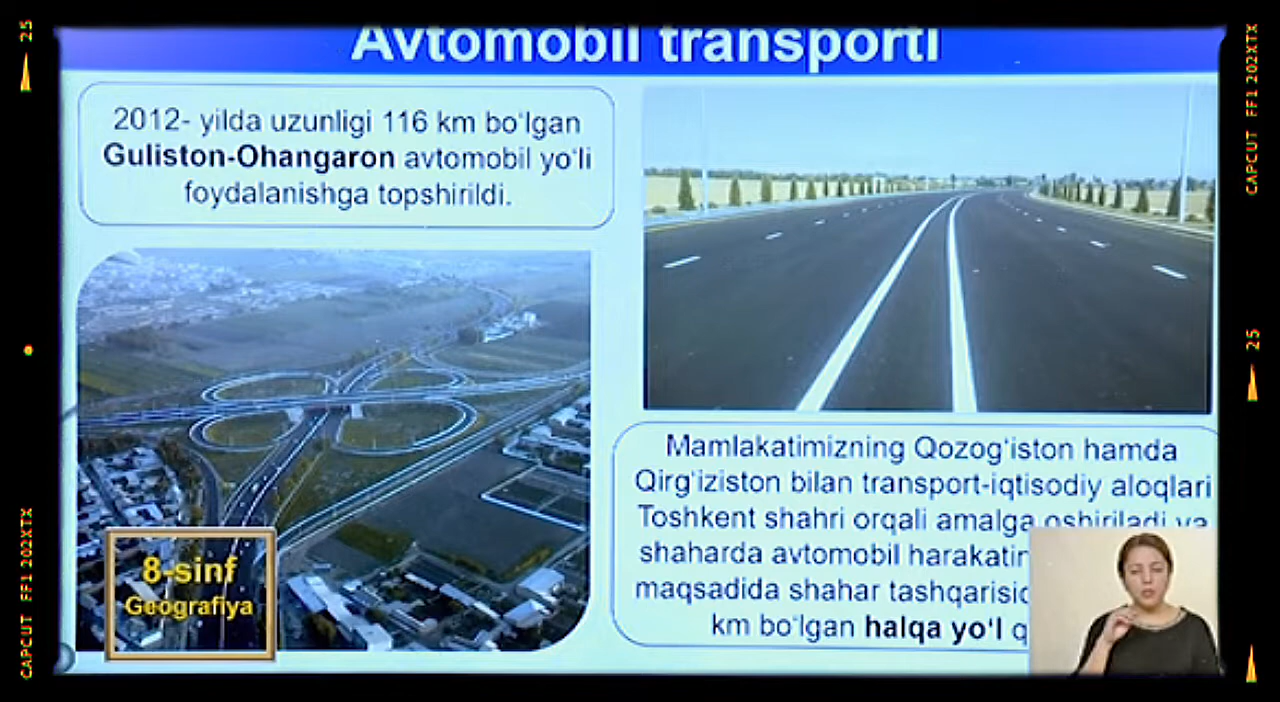 Avtomobil transporti
2012- yilda uzunligi 116 km bo‘lgan
Guliston-Ohangaron avtomobil yo‘li
foydalanishga topshirildi.
Mamlakatimizning Qozog‘iston hamda
Qirg‘iziston bilan transport-iqtisodiy aloqlari
Toshkent shahri orqali amalga oshiriladi va
shaharda avtomobil
maqsadida shahar
km bo‘lgan halqa yo‘l
8-sinf
Geografiya
25
CAPCUT FF1 202XTX
CAPCUT FF1 202XTX
25